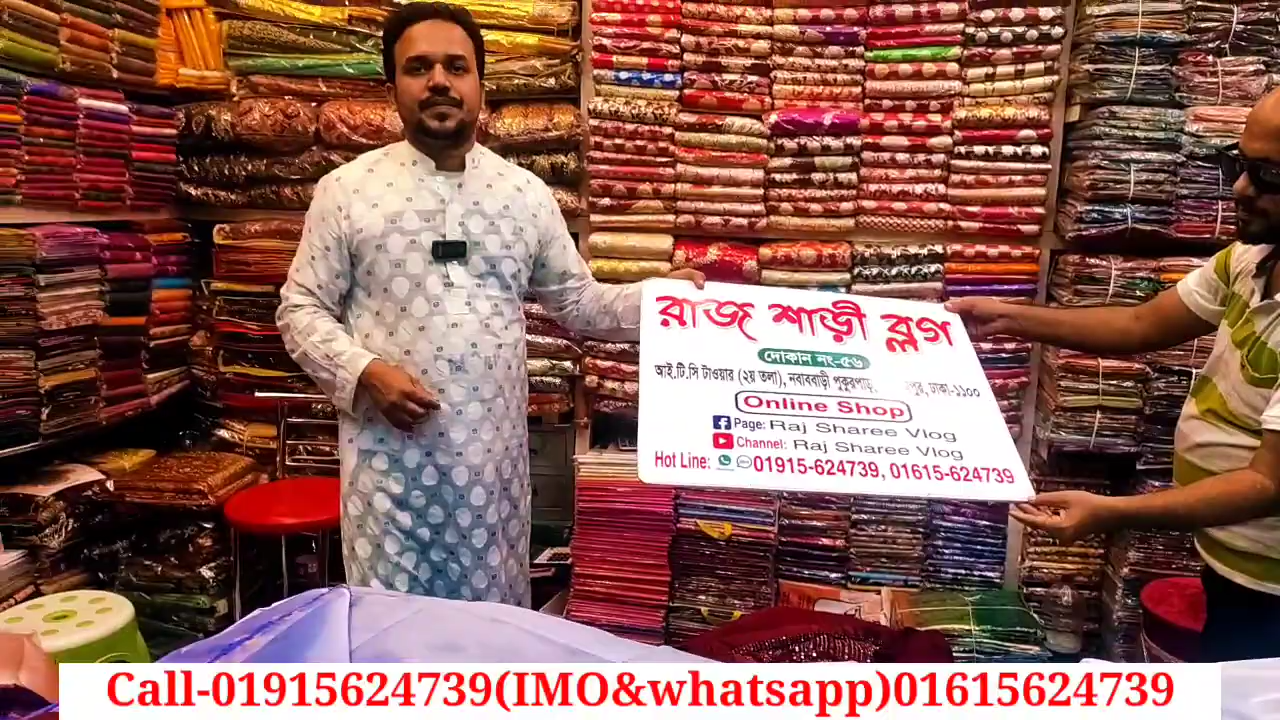 রাজ শাড়ী ব্লগ
দোকান নং-৫৬
আই.টি.সি টাওয়ার (২য় তলা), নবাববাড়ী পুকুরপাড়, ঢাকা-১১০০
Online Shop
Page: Raj Sharee Vlog
Channel: Raj Sharee Vlog
Hot Line: 01915-624739, 01615-624739
Call-01915624739(IMO&whatsapp)01615624739